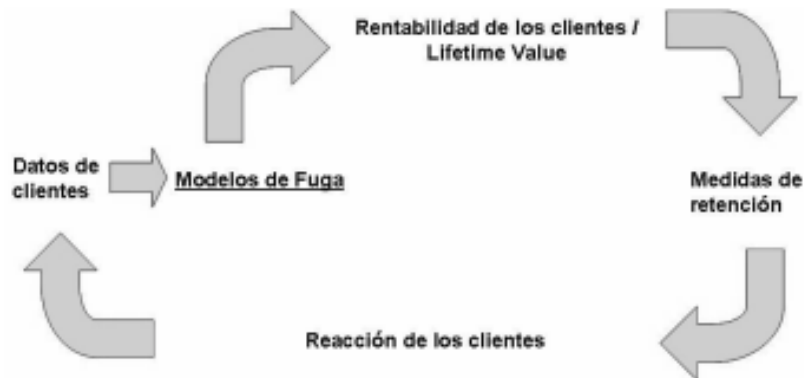 Rentabilidad de los clientes /
Lifetime Value
Datos de
clientes
Modelos de Fuga
Medidas de
retención
Reacción de los clientes